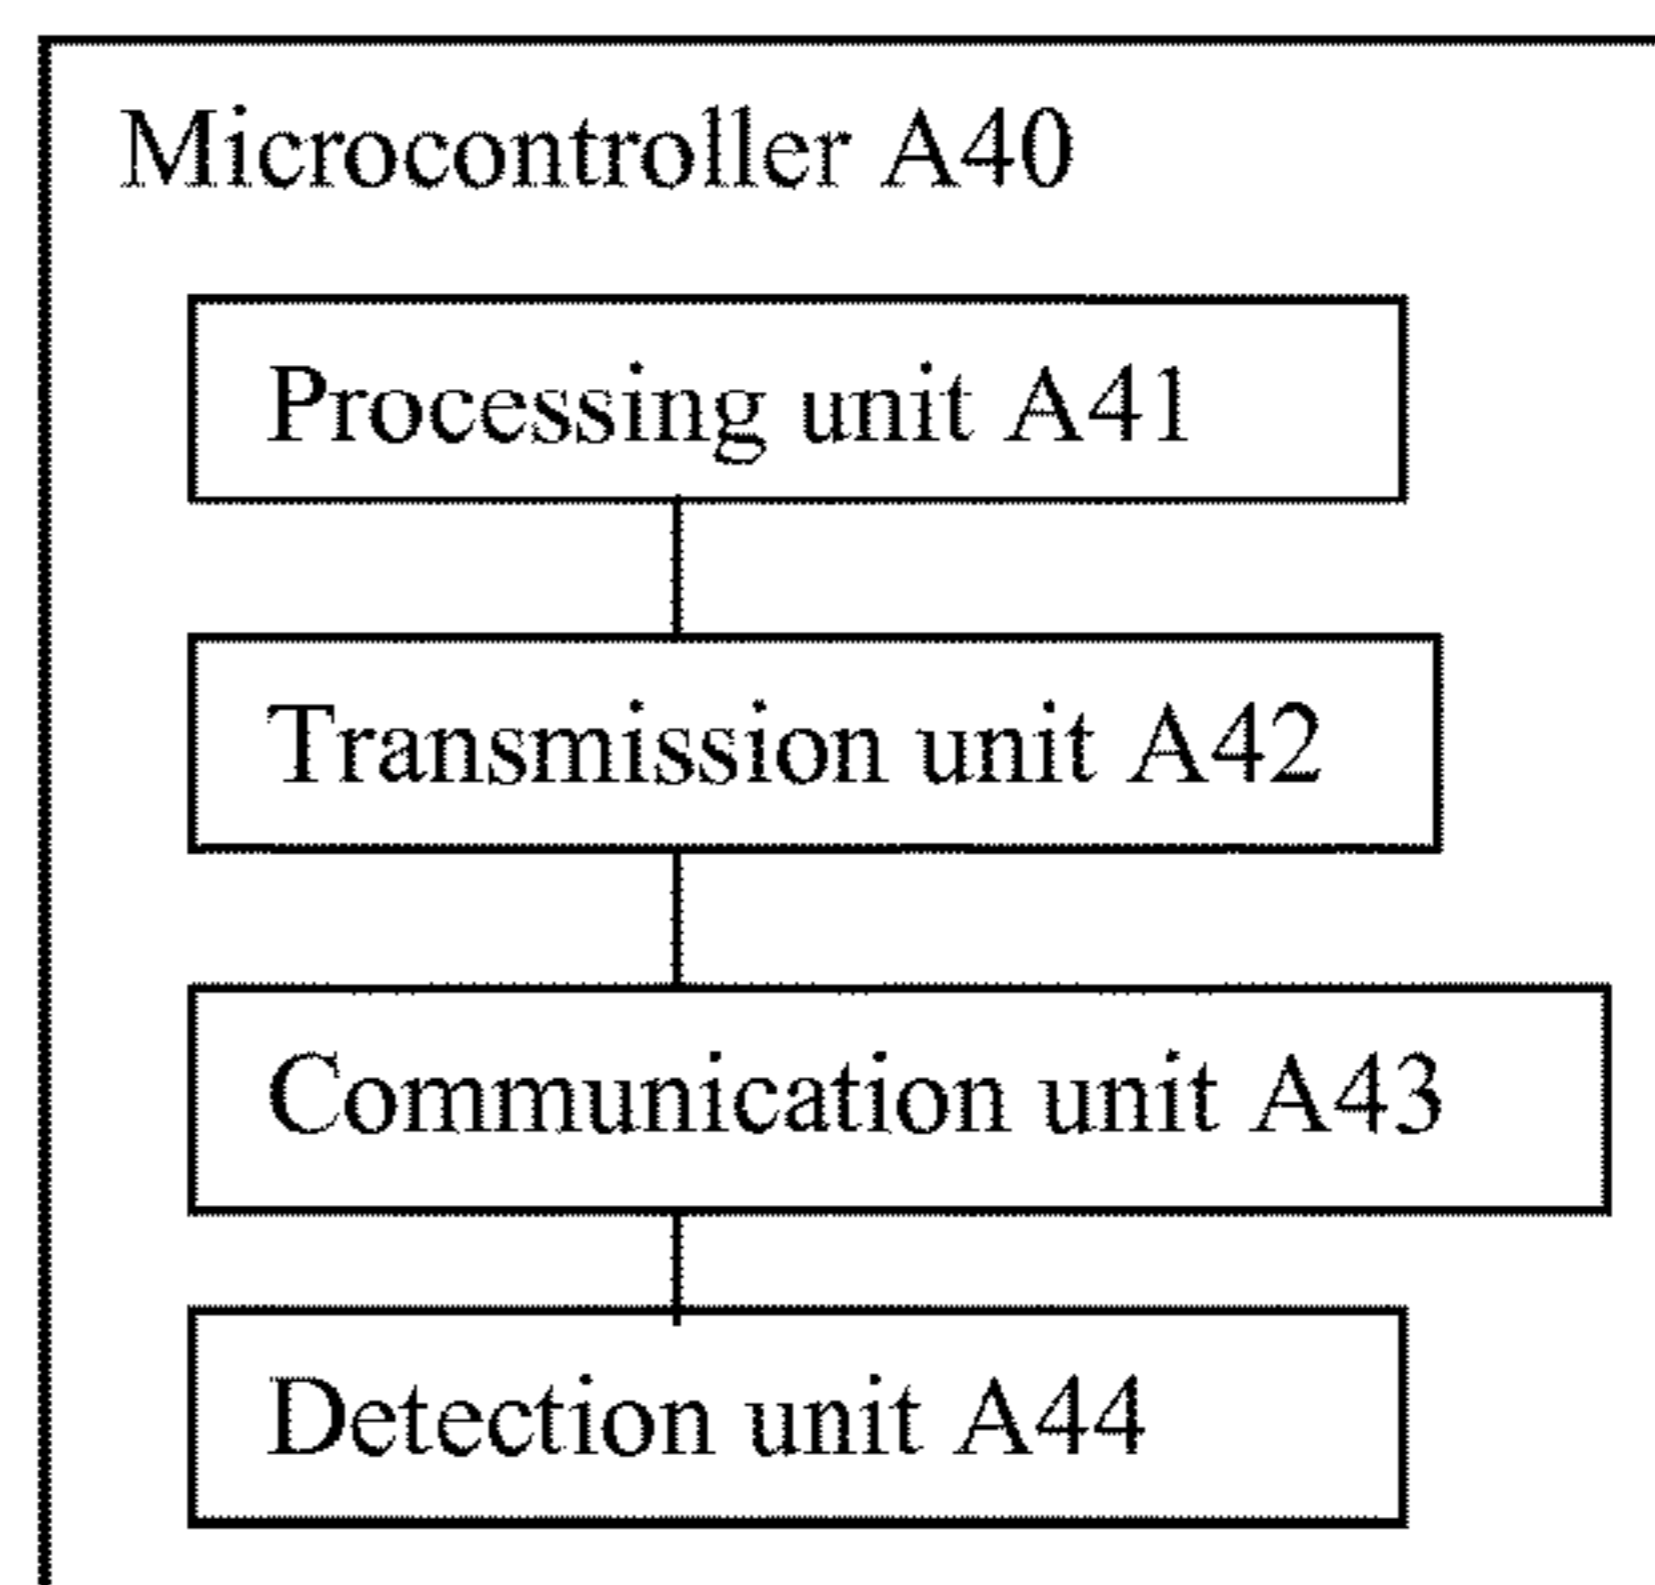 Microcontroller A40
Processing unit A41
Transmission unit A42
Communication unit A43
Detection unit A44